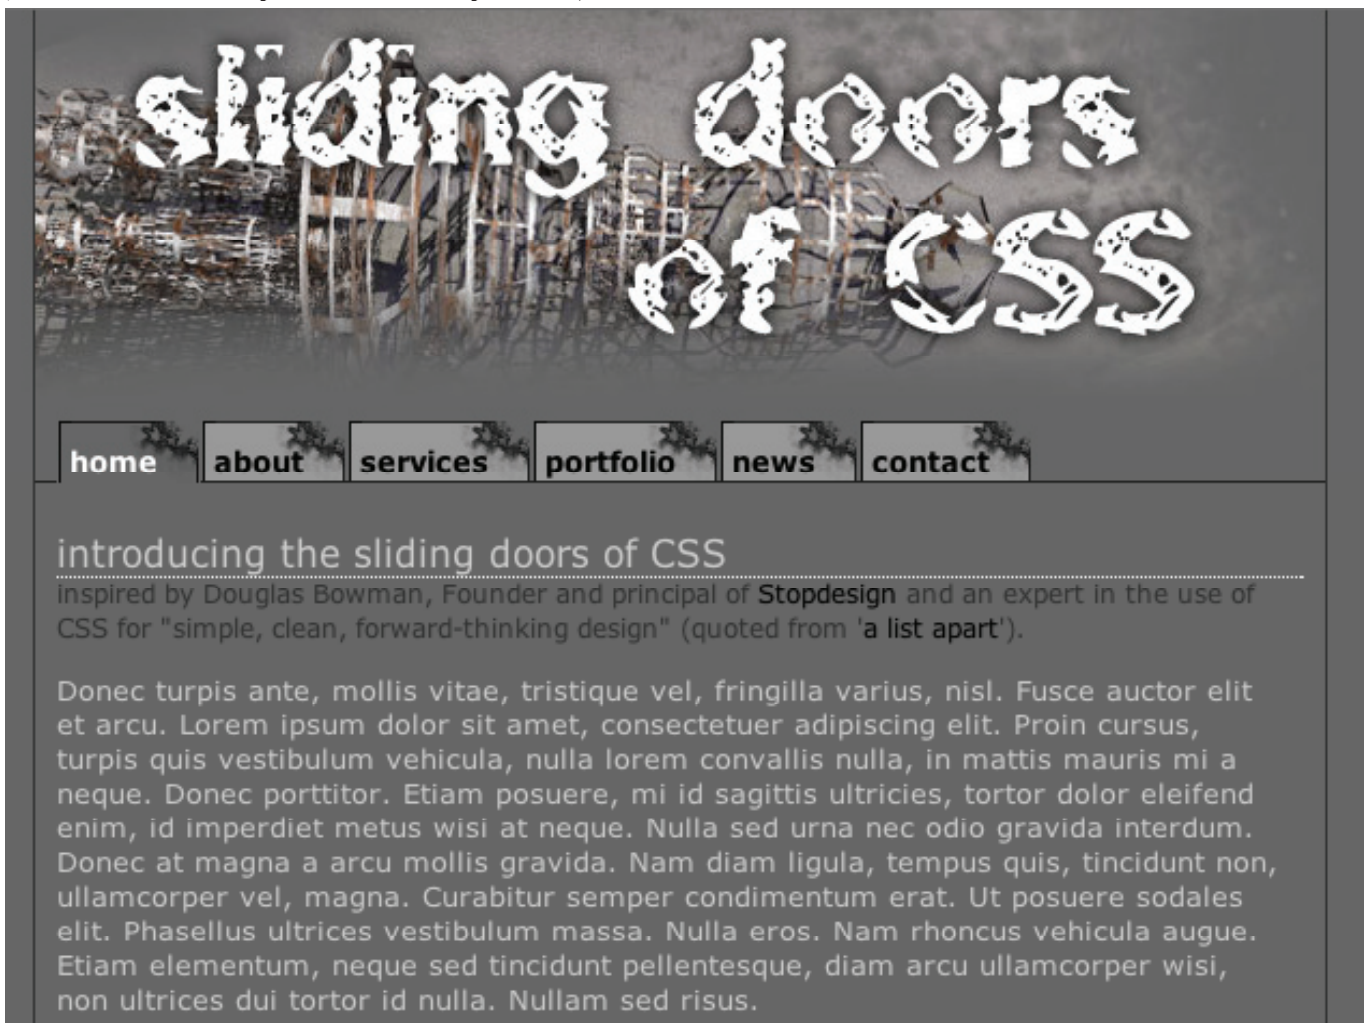 sliding doors
of CSS
home about services portfolio news contact
introducing the sliding doors of CSS
inspired by Douglas Bowman, Founder and principal of Stopdesign and an expert in the use of
CSS for "simple, clean, forward-thinking design" (quoted from 'a list apart').
Donec turpis ante, mollis vitae, tristique vel, fringilla varius, nisl. Fusce auctor elit
et arcu. Lorem ipsum dolor sit amet, consectetuer adipiscing elit. Proin cursus,
turpis quis vestibulum vehicula, nulla lorem convallis nulla, in mattis mauris mi a
neque. Donec porttitor. Etiam posuere, mi id sagittis ultricies, tortor dolor eleifend
enim, id imperdiet metus wisi at neque. Nulla sed urna nec odio gravida interdum.
Donec at magna a arcu mollis gravida. Nam diam ligula, tempus quis, tincidunt non,
ullamcorper vel, magna. Curabitur semper condimentum erat. Ut posuere sodales
elit. Phasellus ultrices vestibulum massa. Nulla eros. Nam rhoncus vehicula augue.
Etiam elementum, neque sed tincidunt pellentesque, diam arcu ullamcorper wisi,
non ultrices dui tortor id nulla. Nullam sed risus.